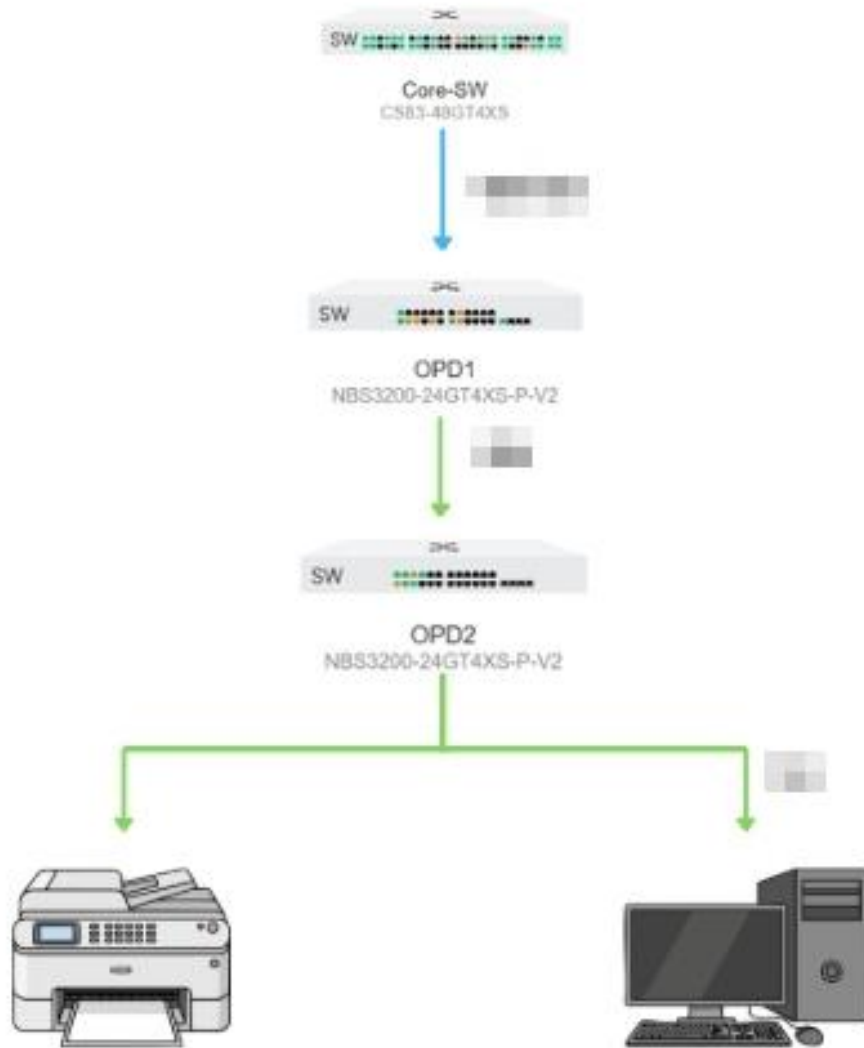 SW
Core-SW
CS83-48GT4XS
SW
OPD1
NBS3200-24GT4XS-P-V2
SW
OPD2
NBS3200-24GT4XS-P-V2